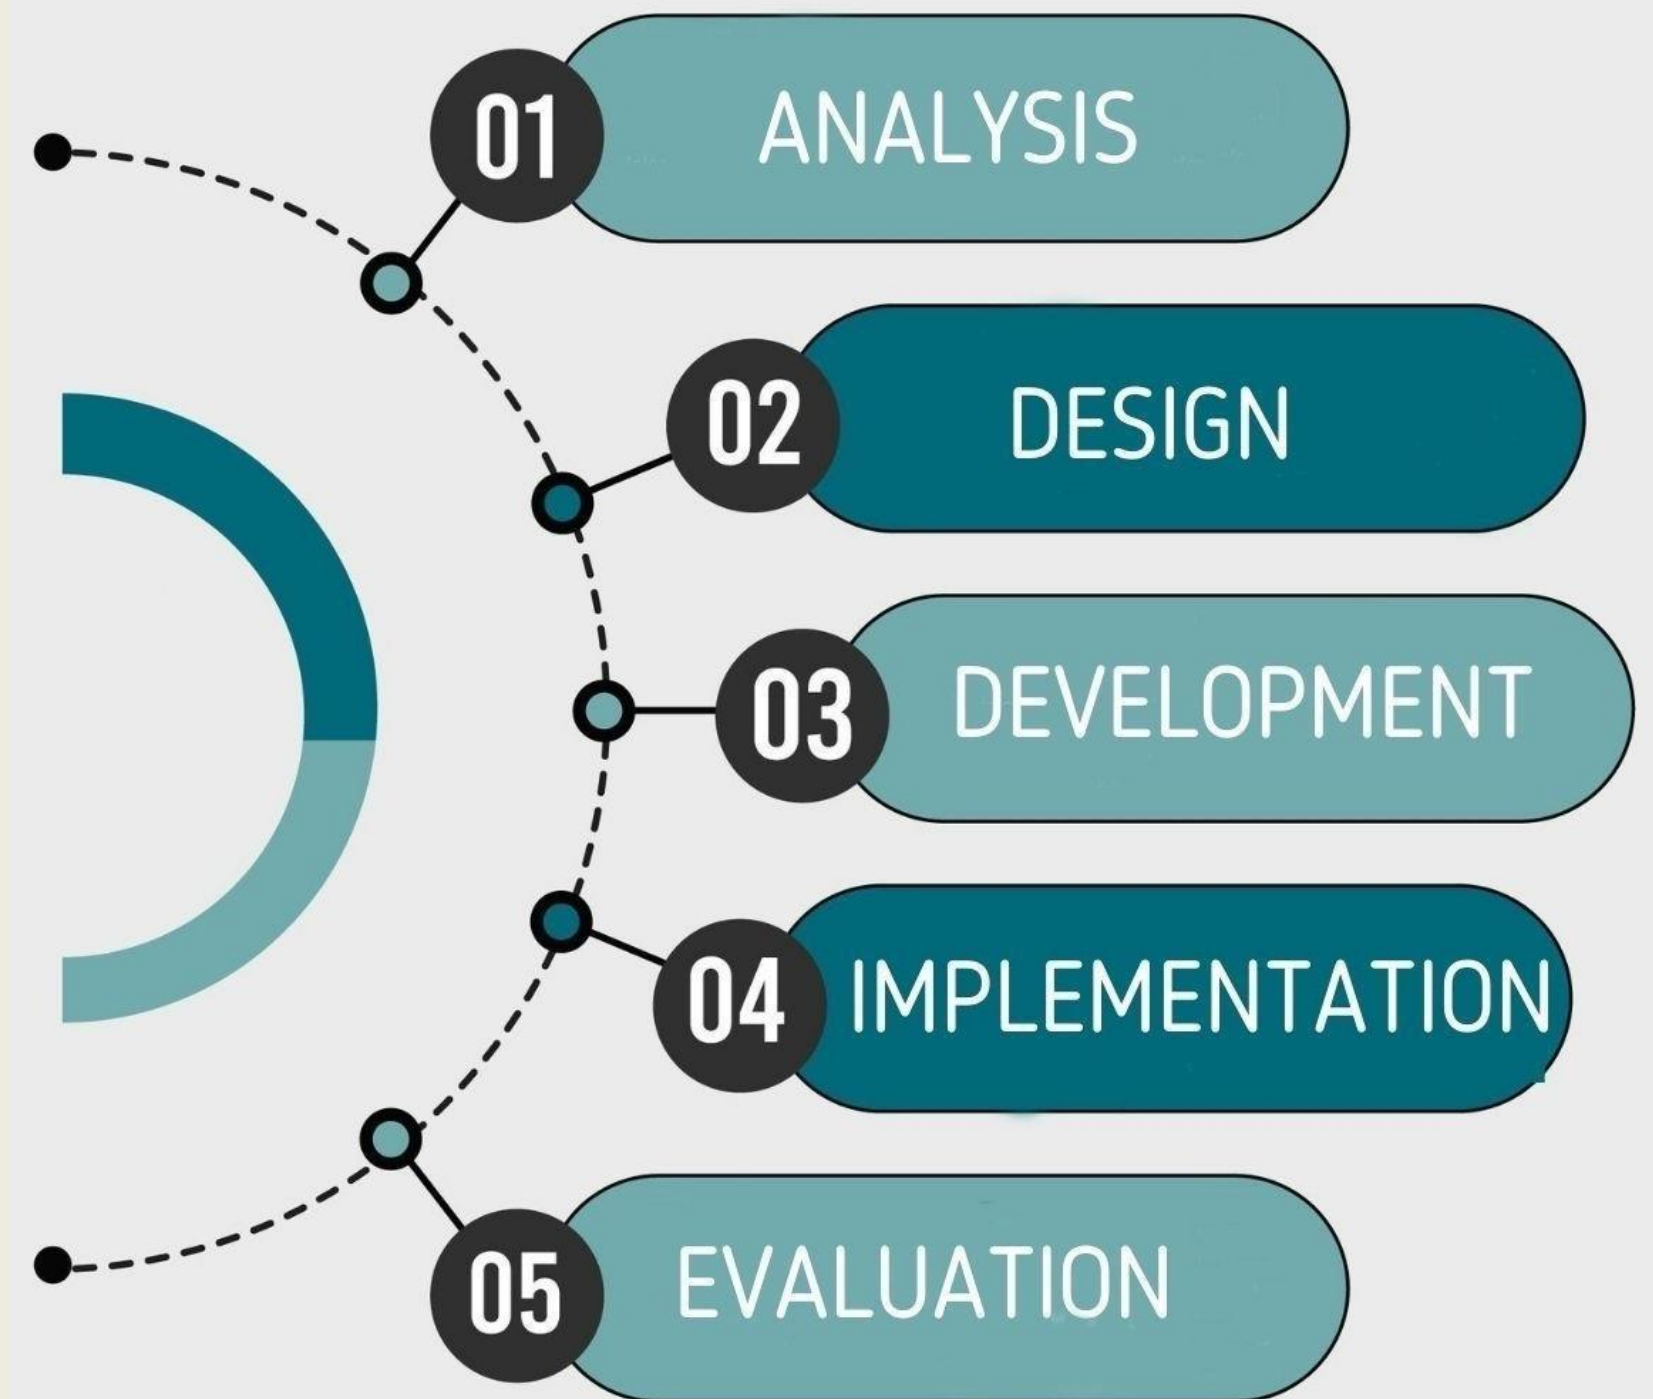 01 ANALYSIS
02 DESIGN
03 DEVELOPMENT
04 IMPLEMENTATION
05 EVALUATION